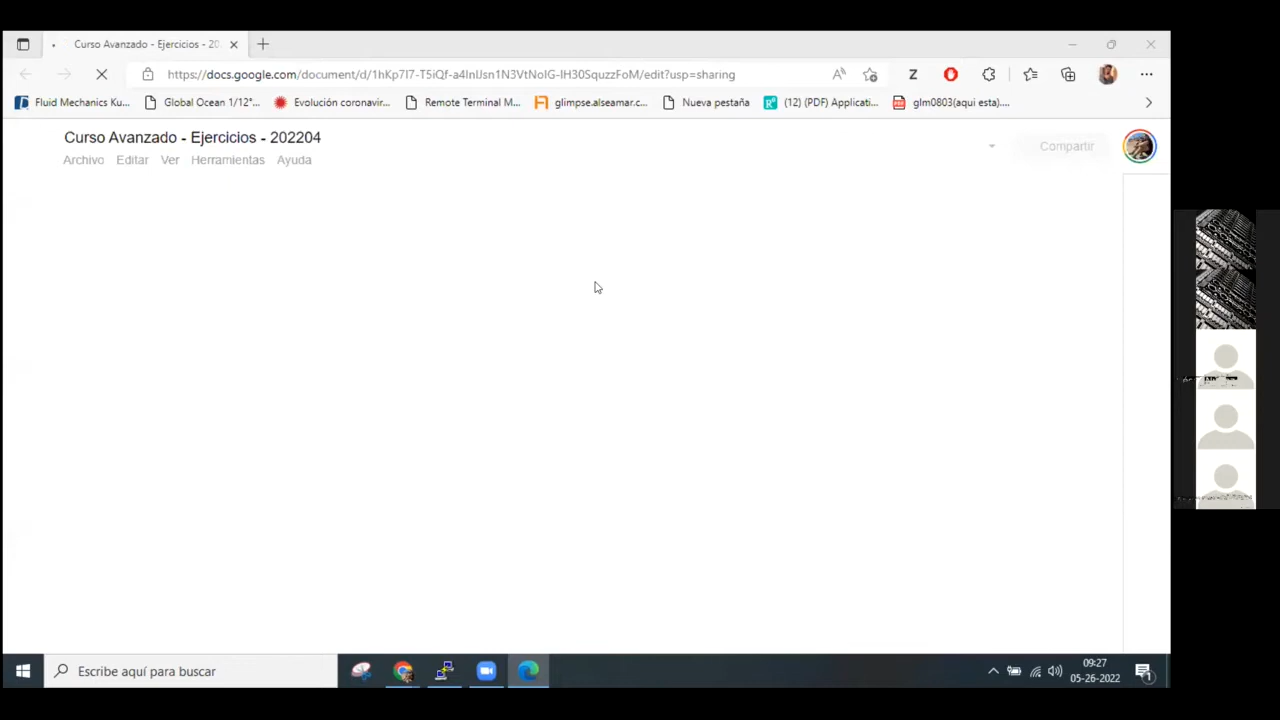 Curso Avanzado - Ejercicios - 20
https://docs.google.com/document/d/1hKp7I7-T5iQf-a4lnIJsn1N3VtNoIG-IH30SquzzFoM/edit?usp=sharing
Fluid Mechanics Ku...
Global Ocean 1/12°...
Evolución coronavir...
Remote Terminal M...
glimpse.alseamar.c...
Nueva pestaña
(12) (PDF) Applicati...
glm0803(aqui esta)....
Curso Avanzado - Ejercicios - 202204
Archivo Editar Ver Herramientas Ayuda
Compartir
Escribe aquí para buscar
09:27
05-26-2022